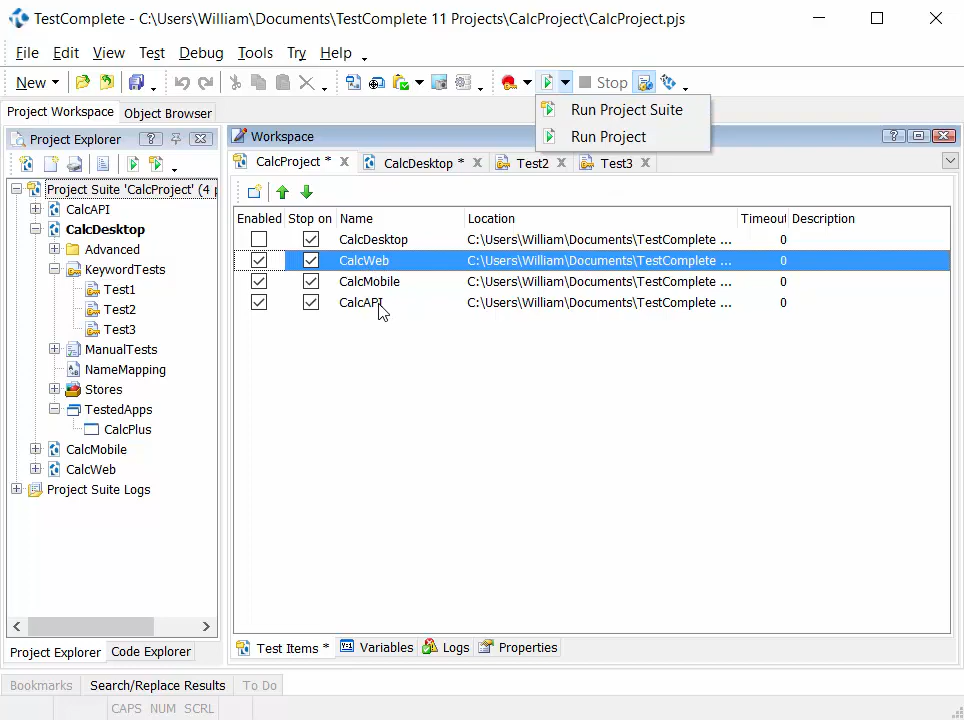 TestComplete - C:\Users\William\Documents\TestComplete 11 Projects\CalcProject\CalcProject.pjs
File Edit View Test Debug Tools Try Help
New Stop
Run Project Suite
Run Project
Project Workspace Object Browser
Project Explorer
Workspace
CalcProject * CalcDesktop * Test2 Test3
Project Suite 'CalcProject' (4 p
CalcAPI
CalcDesktop
Advanced
KeywordTests
Test1
Test2
Test3
ManualTests
NameMapping
Stores
TestedApps
CalcPlus
CalcMobile
CalcWeb
Project Suite Logs
Enabled Stop on Name Location Timeout Description
CalcDesktop C:\Users\William\Documents\TestComplete ... 0
CalcWeb C:\Users\William\Documents\TestComplete ... 0
CalcMobile C:\Users\William\Documents\TestComplete ... 0
CalcAPI C:\Users\William\Documents\TestComplete ... 0
Test Items * Variables Logs Properties
Project Explorer Code Explorer
Bookmarks Search/Replace Results To Do
CAPS NUM SCRL